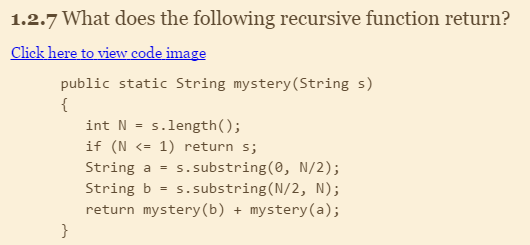 1.2.7 What does the following recursive function return?
Click here to view code image
public static String mystery(String s)
{
int N = s.length();
if (N <= 1) return s;
String a = s.substring(0, N/2);
String b = s.substring(N/2, N);
return mystery(b) + mystery(a);
}